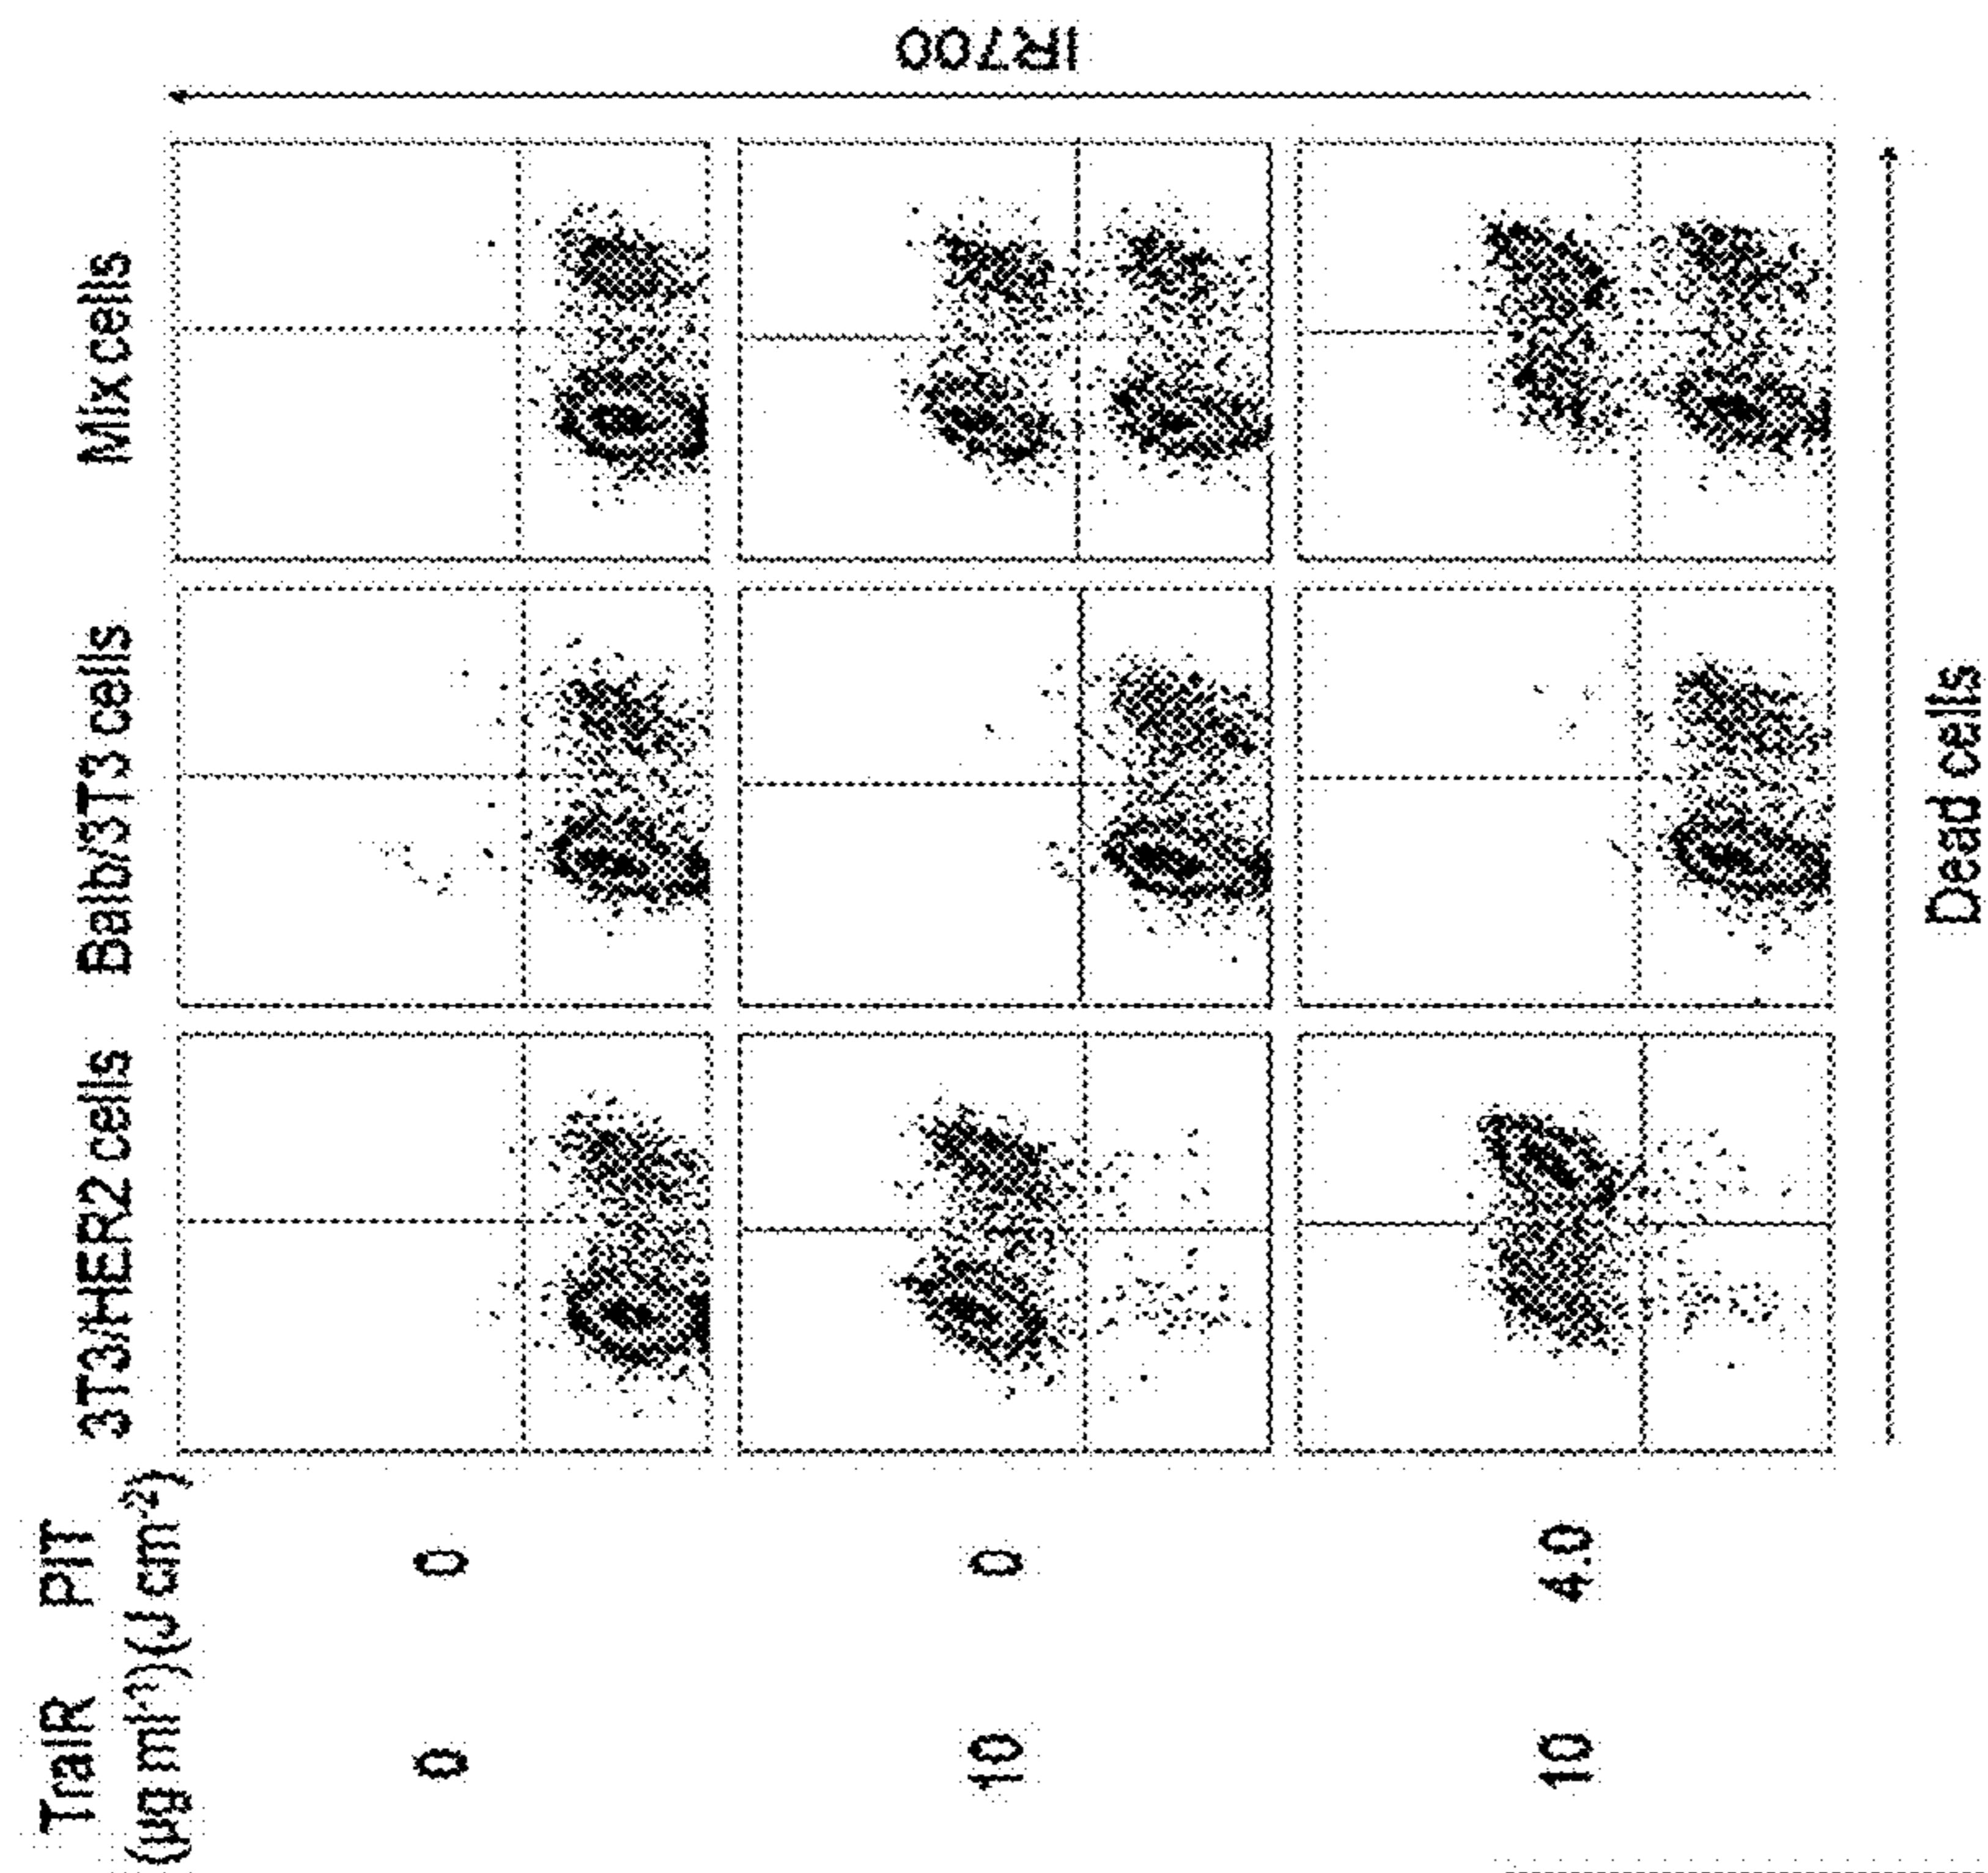 TraIR PIT
(μg ml⁻¹)(J cm⁻²)
3T3/HER2 cells
Balb/3T3 cells
Mix cells
0 0
10 0
10 4.0
IR700
Dead cells